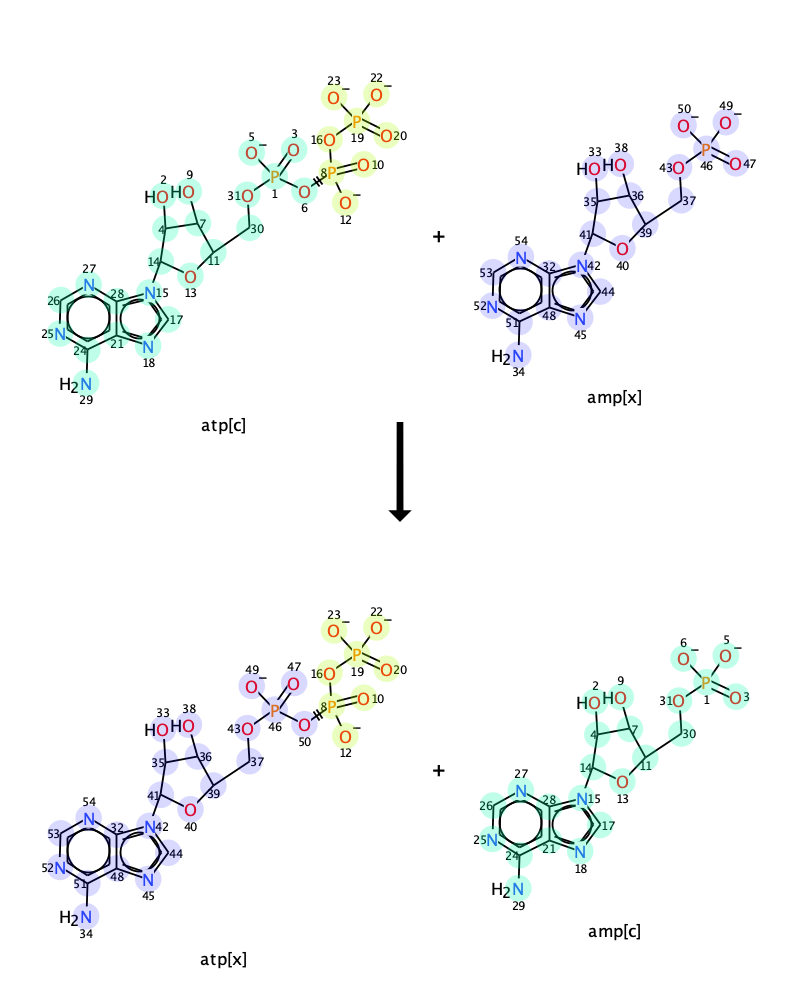 23 22
O− O−
5 3
O− O
P
16 O 19 O 20
50 49
O− O−
P
33 38 43 O 46 O 47
HO HO
2 9 31 O P 8 P O 10
HO HO 1 O
6 O−
12
35 36 37
4 7 30
41 O 39
40
14 O 11
13
54
53 N 32 N 42
27
26 N 28 N 15
52 N 44
48 N
51 45
25 N 17
21 N
24 18
H2N
34
H2N
29
+
amp[x]
atp[c]
23 22
O− O−
49 47
O− O
P
16 O 19 O 20
6 5
O− O−
P
2 9 31 O 1 O 3
HO HO
33 38 43 O P 8 P O 10
HO HO 46 O
50 O−
12
4 7 30
35 36 37
14 O 11
13
41 O 39
40
27
26 N 28 N 15
54
53 N 32 N 42
25 N 17
21 N
24 18
52 N 44
48 N
51 45
H2N
29
H2N
34
+
amp[c]
atp[x]